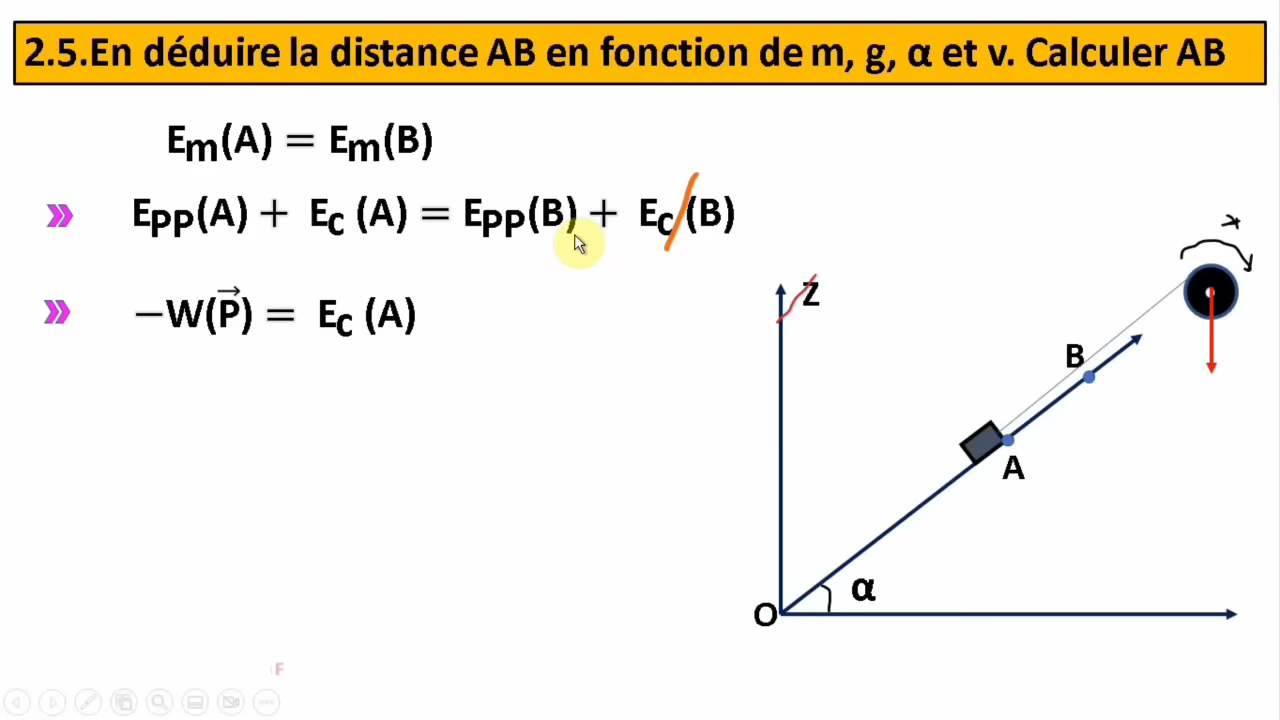 2.5.En déduire la distance AB en fonction de m, g, α et v. Calculer AB
Em(A) = Em(B)
» EPP(A) + Ec (A) = EPP(B) + Ec (B)
» −W(P⃗) = Ec (A)
+
Z
B
A
α
O
F